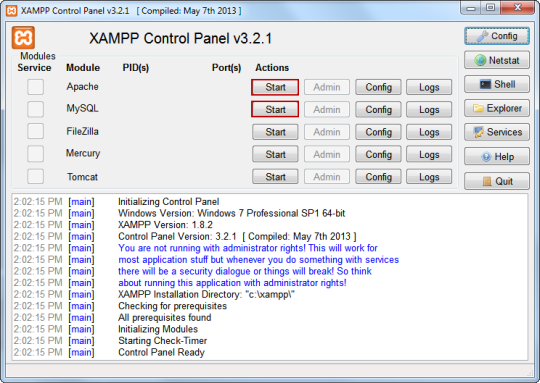 XAMPP Control Panel v3.2.1 [ Compiled: May 7th 2013 ]
XAMPP Control Panel v3.2.1
Config
Modules
Service Module PID(s) Port(s) Actions
Netstat
Apache Start Admin Config Logs
Shell
MySQL Start Admin Config Logs
Explorer
FileZilla Start Admin Config Logs
Services
Mercury Start Admin Config Logs
Help
Tomcat Start Admin Config Logs
Quit
2:02:15 PM [main] Initializing Control Panel
2:02:15 PM [main] Windows Version: Windows 7 Professional SP1 64-bit
2:02:15 PM [main] XAMPP Version: 1.8.2
2:02:15 PM [main] Control Panel Version: 3.2.1 [ Compiled: May 7th 2013 ]
2:02:15 PM [main] You are not running with administrator rights! This will work for
2:02:15 PM [main] most application stuff but whenever you do something with services
2:02:15 PM [main] there will be a security dialogue or things will break! So think
2:02:15 PM [main] about running this application with administrator rights!
2:02:15 PM [main] XAMPP Installation Directory: "c:\xampp\"
2:02:15 PM [main] Checking for prerequisites
2:02:15 PM [main] All prerequisites found
2:02:15 PM [main] Initializing Modules
2:02:15 PM [main] Starting Check-Timer
2:02:15 PM [main] Control Panel Ready